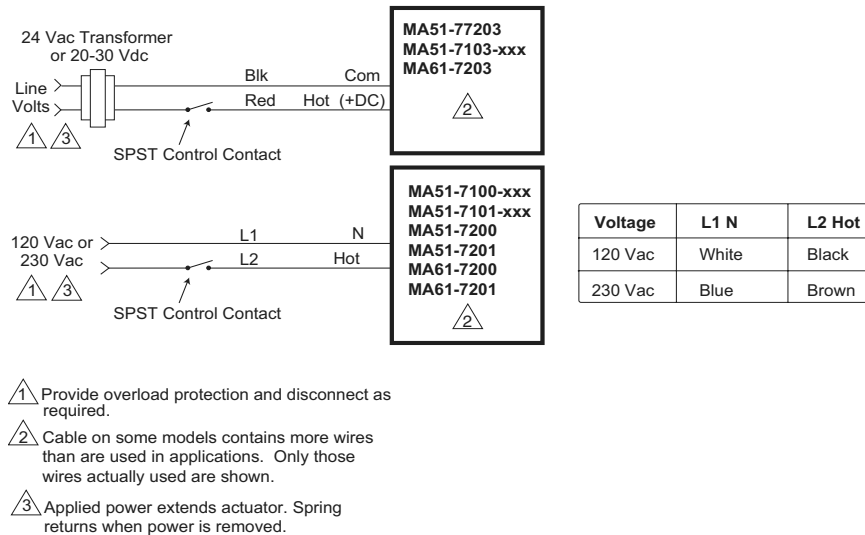 24 Vac Transformer
or 20-30 Vdc
Line
Volts
1 3
Blk Com
Red Hot (+DC)
SPST Control Contact
MA51-77203
MA51-7103-xxx
MA61-7203
2
120 Vac or
230 Vac
1 3
L1 N
L2 Hot
SPST Control Contact
MA51-7100-xxx
MA51-7101-xxx
MA51-7200
MA51-7201
MA61-7200
MA61-7201
2
Voltage L1 N L2 Hot
120 Vac White Black
230 Vac Blue Brown
1 Provide overload protection and disconnect as
required.
2 Cable on some models contains more wires
than are used in applications. Only those
wires actually used are shown.
3 Applied power extends actuator. Spring
returns when power is removed.